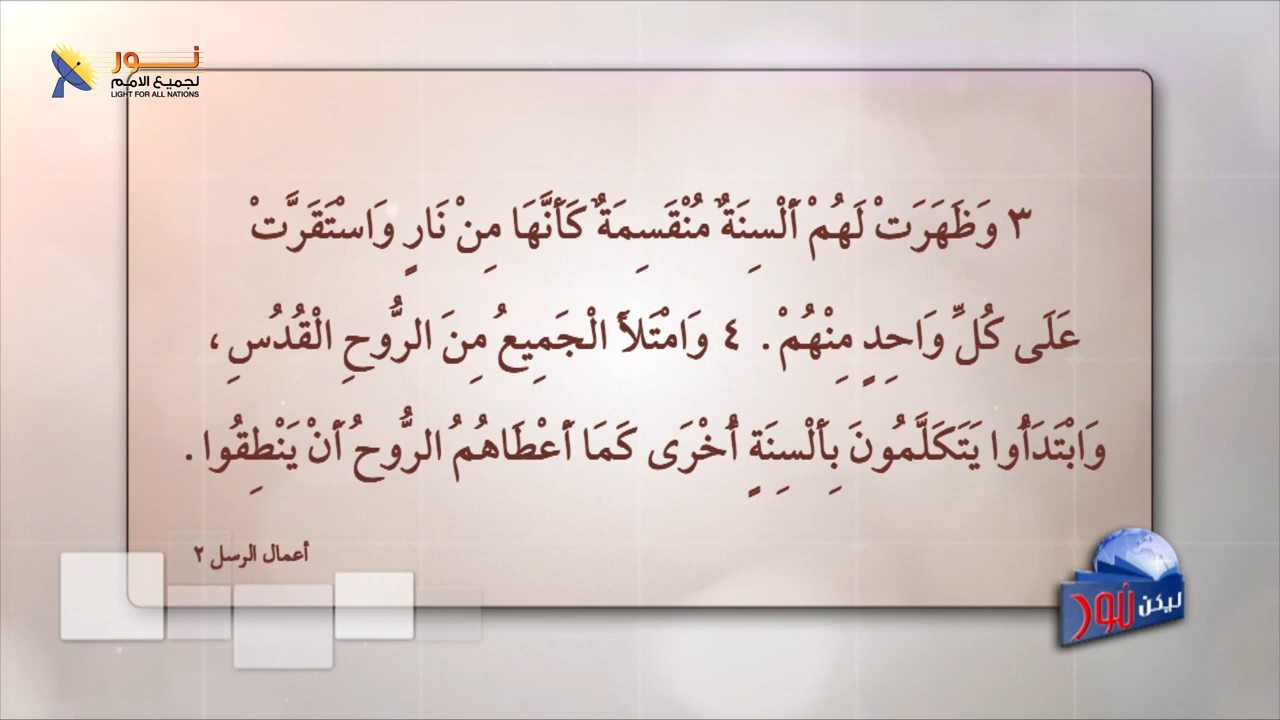 نور
لجميع الامم
LIGHT FOR ALL NATIONS
٣ وَظَهَرَتْ لَهُمْ أَلْسِنَةٌ مُنْقَسِمَةٌ كَأَنَّهَا مِنْ نَارٍ وَاسْتَقَرَّتْ
عَلَى كُلِّ وَاحِدٍ مِنْهُمْ. ٤ وَامْتَلأَ الْجَمِيعُ مِنَ الرُّوحِ الْقُدُسِ،
وَابْتَدَأُوا يَتَكَلَّمُونَ بِأَلْسِنَةٍ أُخْرَى كَمَا أَعْطَاهُمُ الرُّوحُ أَنْ يَنْطِقُوا.
أعمال الرسل ٢
ليكن نور